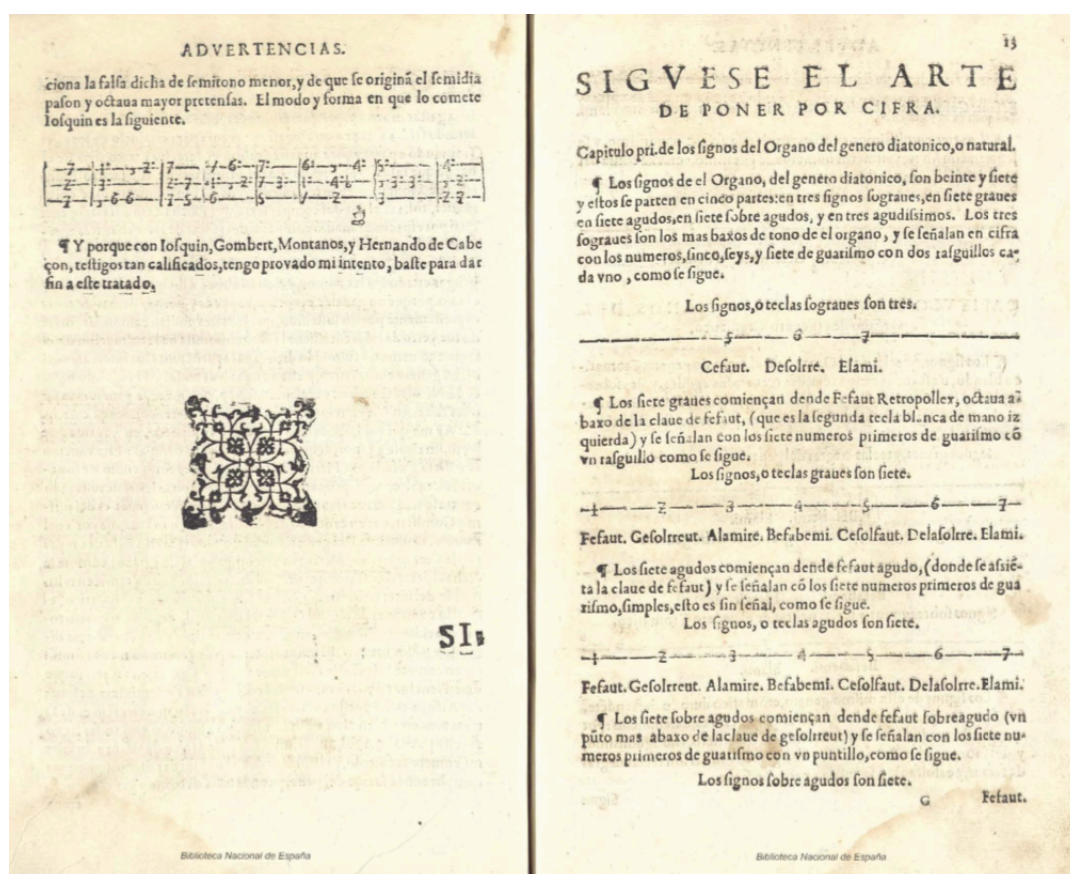 ADVERTENCIAS.
ciona la falsa dicha de semitono menor, y de que se originã el semidia
pason y octaua mayor pretensas. El modo y forma en que lo comete
Iosquin es la siguiente.
¶ Y porque con Iosquin, Gombert, Montanos, y Hernando de Cabe
çon, testigos tan calificados, tengo provado mi intento, baste para dar
fin a este tratado.
SI-
Biblioteca Nacional de España
13
SIGVESE EL ARTE
DE PONER POR CIFRA.
Capitulo pri. de los signos del Organo del genero diatonico, o natural.
¶ Los signos de el Organo, del genero diatonico, son beinte y siete
y estos se parten en cinco partes: en tres signos sograues, en siete graues
en siete agudos, en siete sobre agudos, y en tres agudissimos. Los tres
sograues son los mas baxos de tono de el organo, y se señalan en cifra
con los numeros, sinco, seys, y siete de guarismo con dos rasguillos ca-
da vno, como se sigue.
Los signos, o teclas sograues son tres.
5 6 7
Cefaut. Desolrre. Elami.
¶ Los siete graues comiençan dende Fefaut Retropollex, octaua a-
baxo de la claue de fefaut, (que es la segunda tecla blanca de mano iz
quierda) y se señalan con los siete numeros primeros de guarismo cõ
vn rasguillo como se sigue.
Los signos, o teclas graues son siete.
1 2 3 4 5 6 7
Fefaut. Gesolrreut. Alamire. Befabemi. Cesolfaut. Delasolrre. Elami.
¶ Los siete agudos comiençan dende fefaut agudo, (donde se assiē-
ta la claue de fefaut) y se señalan cõ los siete numeros primeros de gua
rismo, simples, esto es sin señal, como se sigue.
Los signos, o teclas agudos son siete.
1 2 3 4 5 6 7
Fefaut. Gesolrreut. Alamire. Befabemi. Cesolfaut. Delasolrre. Elami.
¶ Los siete sobre agudos comiençan dende fefaut sobreagudo (vn
pũto mas abaxo de laclaue de gesolrreut) y se señalan con los siete nu-
meros primeros de guarismo con vn puntillo, como se sigue.
Los signos sobre agudos son siete.
G Fefaut.
Biblioteca Nacional de España